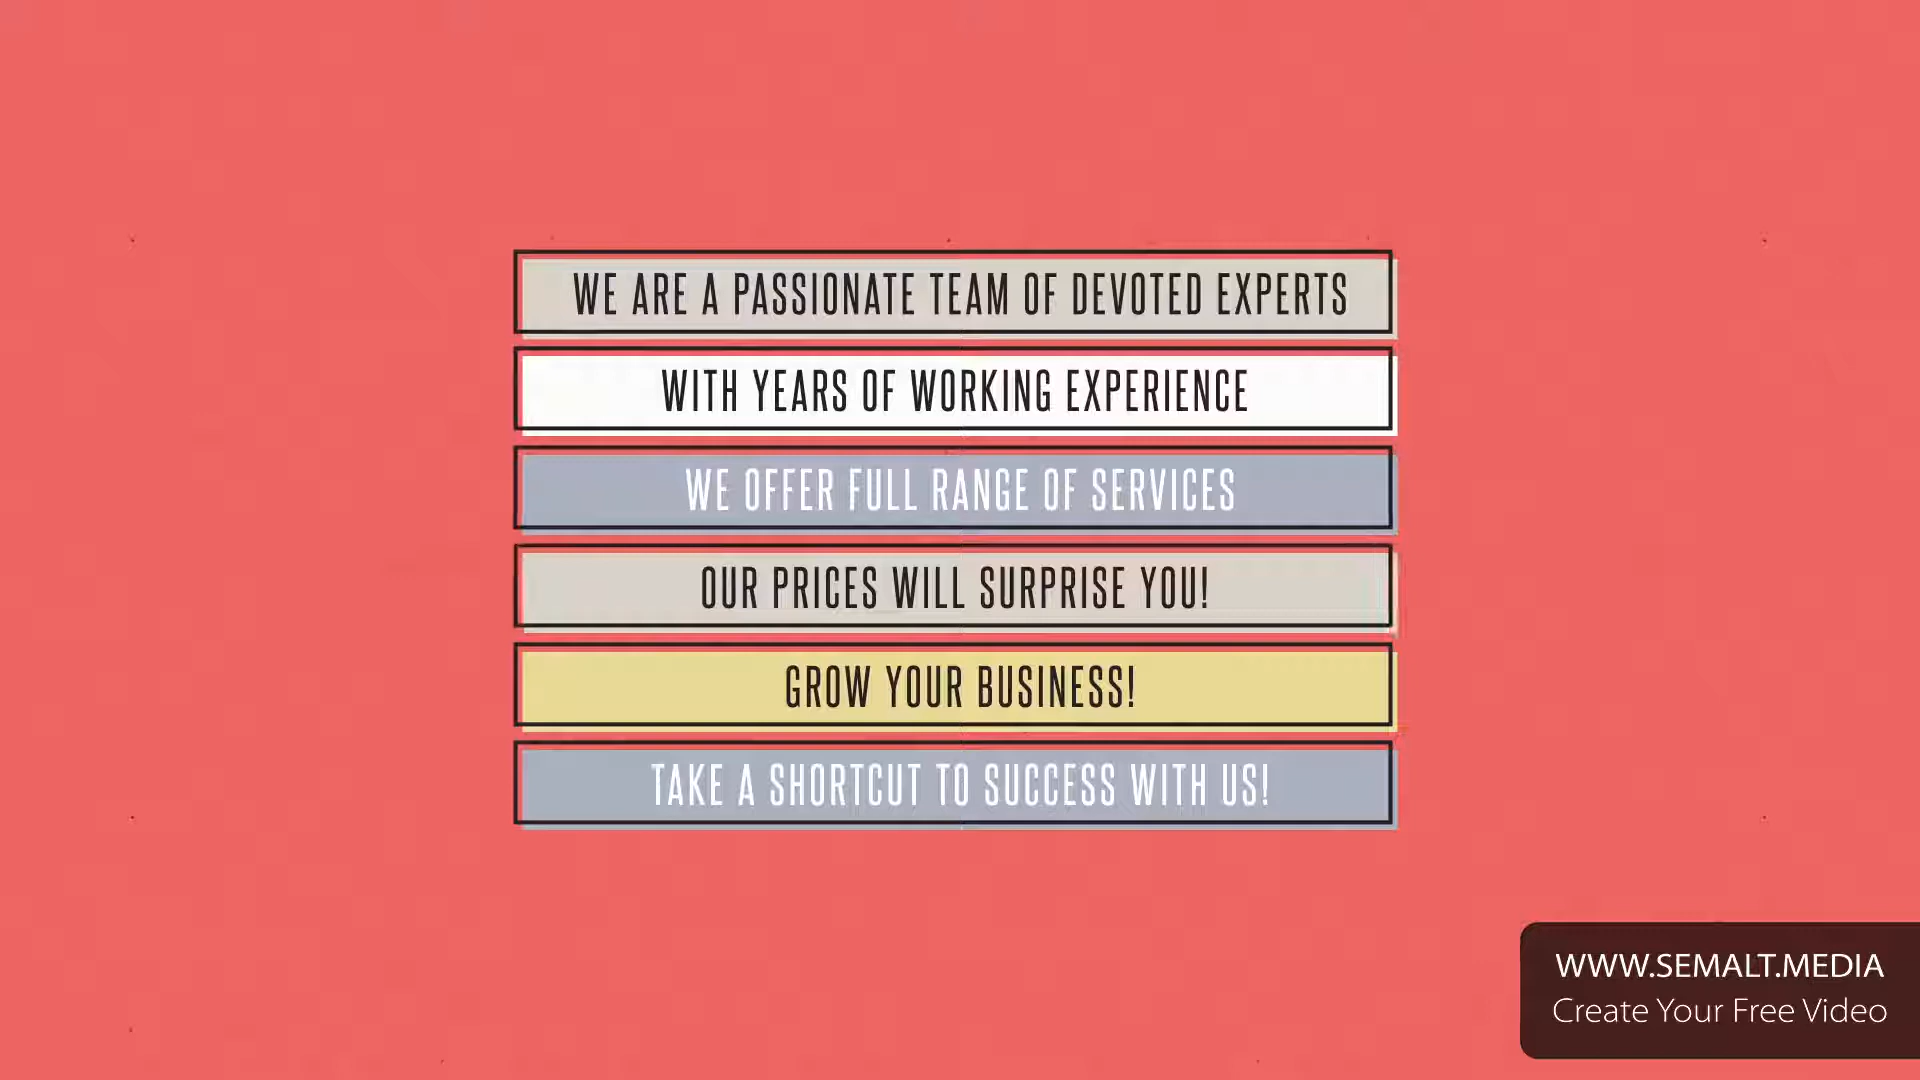 WE ARE A PASSIONATE TEAM OF DEVOTED EXPERTS
WITH YEARS OF WORKING EXPERIENCE
WE OFFER FULL RANGE OF SERVICES
OUR PRICES WILL SURPRISE YOU!
GROW YOUR BUSINESS!
TAKE A SHORTCUT TO SUCCESS WITH US!
WWW.SEMALT.MEDIA
Create Your Free Video